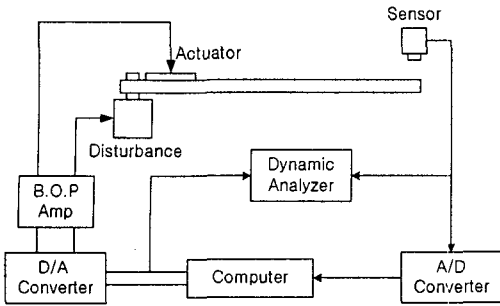 Sensor
Actuator
Disturbance
Dynamic
Analyzer
B.O.P
Amp
D/A
Converter
Computer
A/D
Converter